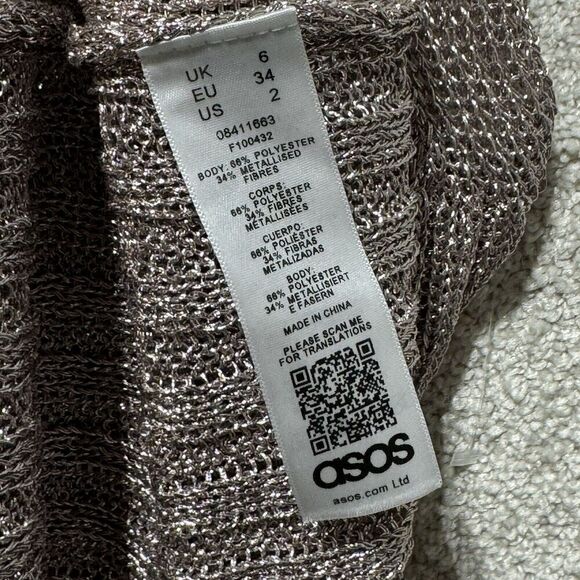 UK 6
EU 34
US 2
08411663
F100432
BODY: 66% POLYESTER
34% METALLISED
FIBRES
CORPS:
66% POLYESTER
34% FIBRES
MÉTALLISÉES
CUERPO:
66% POLIÉSTER
34% FIBRAS
METALIZADAS
BODY:
66% POLYESTER
34% METALLISIERT
E FASERN
MADE IN CHINA
PLEASE SCAN ME
FOR TRANSLATIONS
asos
asos.com Ltd